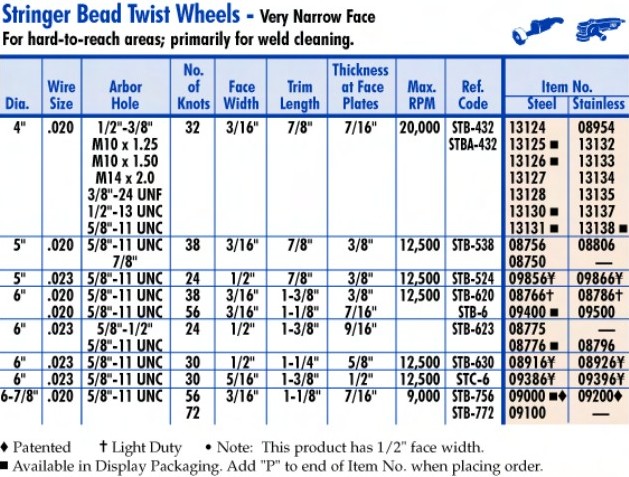 Stringer Bead Twist Wheels - Very Narrow Face
For hard-to-reach areas; primarily for weld cleaning.
Dia. Wire Size Arbor Hole No. of Knots Face Width Trim Length Thickness at Face Plates Max. RPM Ref. Code Item No. Steel Stainless
4" .020 1/2"-3/8" 32 3/16" 7/8" 7/16" 20,000 STB-432 13124 08954
M10 x 1.25 STBA-432 13125 ■ 13132
M10 x 1.50 13126 ■ 13133
M14 x 2.0 13127 13134
3/8"-24 UNF 13128 13135
1/2"-13 UNC 13130 ■ 13137
5/8"-11 UNC 13131 ■ 13138 ■
5" .020 5/8"-11 UNC 38 3/16" 7/8" 3/8" 12,500 STB-538 08756 08806
7/8" 08750 —
5" .023 5/8"-11 UNC 24 1/2" 7/8" 3/8" 12,500 STB-524 09856¥ 09866¥
6" .020 5/8"-11 UNC 38 3/16" 1-3/8" 3/8" 12,500 STB-620 08766† 08786†
.020 5/8"-11 UNC 56 3/16" 1-1/8" 7/16" STB-6 09400 ■ 09500
6" .023 5/8"-1/2" 24 1/2" 1-3/8" 9/16" STB-623 08775 —
5/8"-11 UNC 08776 ■ 08796
6" .023 5/8"-11 UNC 30 1/2" 1-1/4" 5/8" 12,500 STB-630 08916¥ 08926¥
6" .023 5/8"-11 UNC 30 5/16" 1-3/8" 1/2" 12,500 STC-6 09386¥ 09396¥
6-7/8" .020 5/8"-11 UNC 56 3/16" 1-1/8" 7/16" 9,000 STB-756 09000 ■♦ 09200♦
72 STB-772 09100 —
♦ Patented † Light Duty • Note: This product has 1/2" face width.
■ Available in Display Packaging. Add "P" to end of Item No. when placing order.